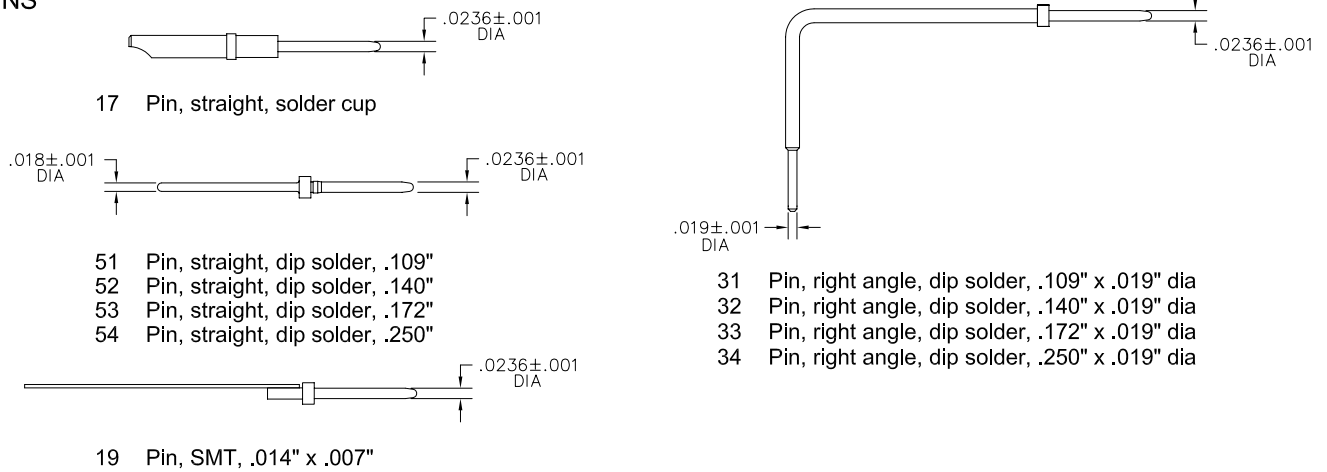 NS
.0236±.001
DIA
17 Pin, straight, solder cup
.018±.001
DIA
.0236±.001
DIA
51 Pin, straight, dip solder, .109"
52 Pin, straight, dip solder, .140"
53 Pin, straight, dip solder, .172"
54 Pin, straight, dip solder, .250"
.0236±.001
DIA
19 Pin, SMT, .014" x .007"
.0236±.001
DIA
.019±.001
DIA
31 Pin, right angle, dip solder, .109" x .019" dia
32 Pin, right angle, dip solder, .140" x .019" dia
33 Pin, right angle, dip solder, .172" x .019" dia
34 Pin, right angle, dip solder, .250" x .019" dia